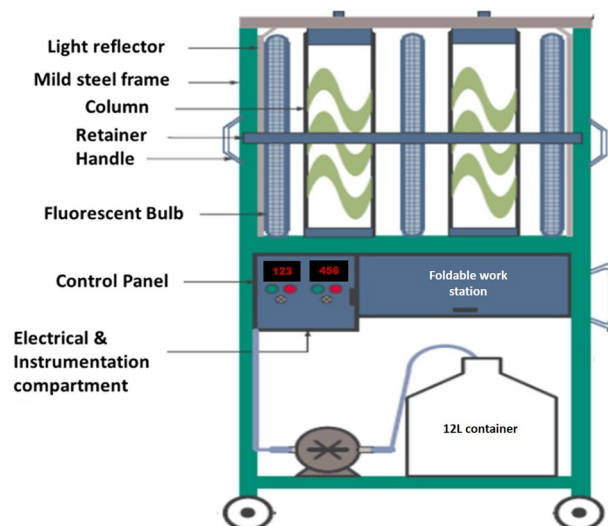 Light reflector
Mild steel frame
Column
Retainer
Handle
Fluorescent Bulb
Control Panel
123
456
Foldable work
station
Electrical &
Instrumentation
compartment
12L container